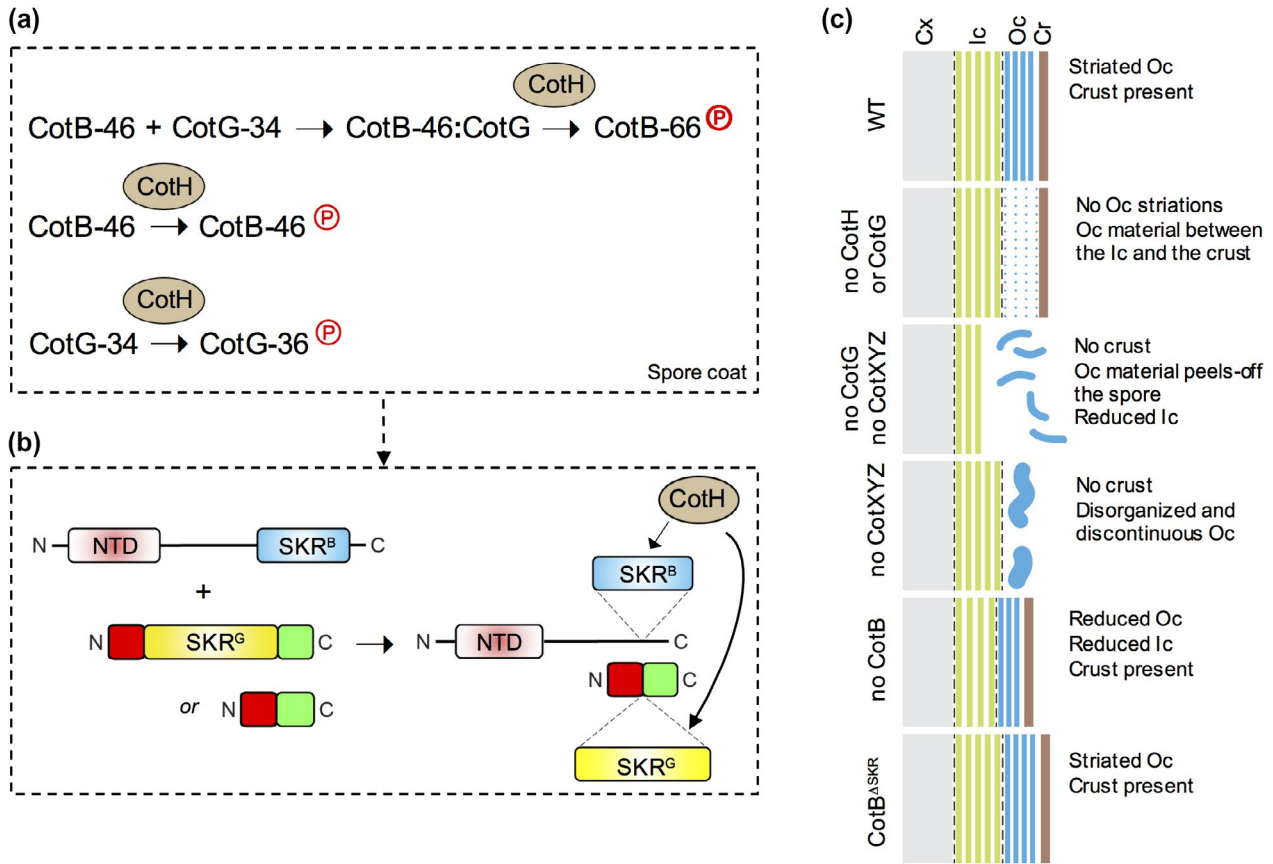 (a)
CotH
CotB-46 + CotG-34 → CotB-46:CotG → CotB-66 Ⓟ
CotH
CotB-46 → CotB-46 Ⓟ
CotH
CotG-34 → CotG-36 Ⓟ
Spore coat
(b)
N NTD SKRᴮ C
+
N SKRᴳ C
or N C
→
CotH
SKRᴮ
N NTD C
N C
SKRᴳ
(c)
Cx Ic Oc Cr
WT
Striated Oc
Crust present
no CotH
or CotG
No Oc striations
Oc material between
the Ic and the crust
no CotG
no CotXYZ
No crust
Oc material peels-off
the spore
Reduced Ic
no CotXYZ
No crust
Disorganized and
discontinuous Oc
no CotB
Reduced Oc
Reduced Ic
Crust present
CotB^ΔSKR
Striated Oc
Crust present